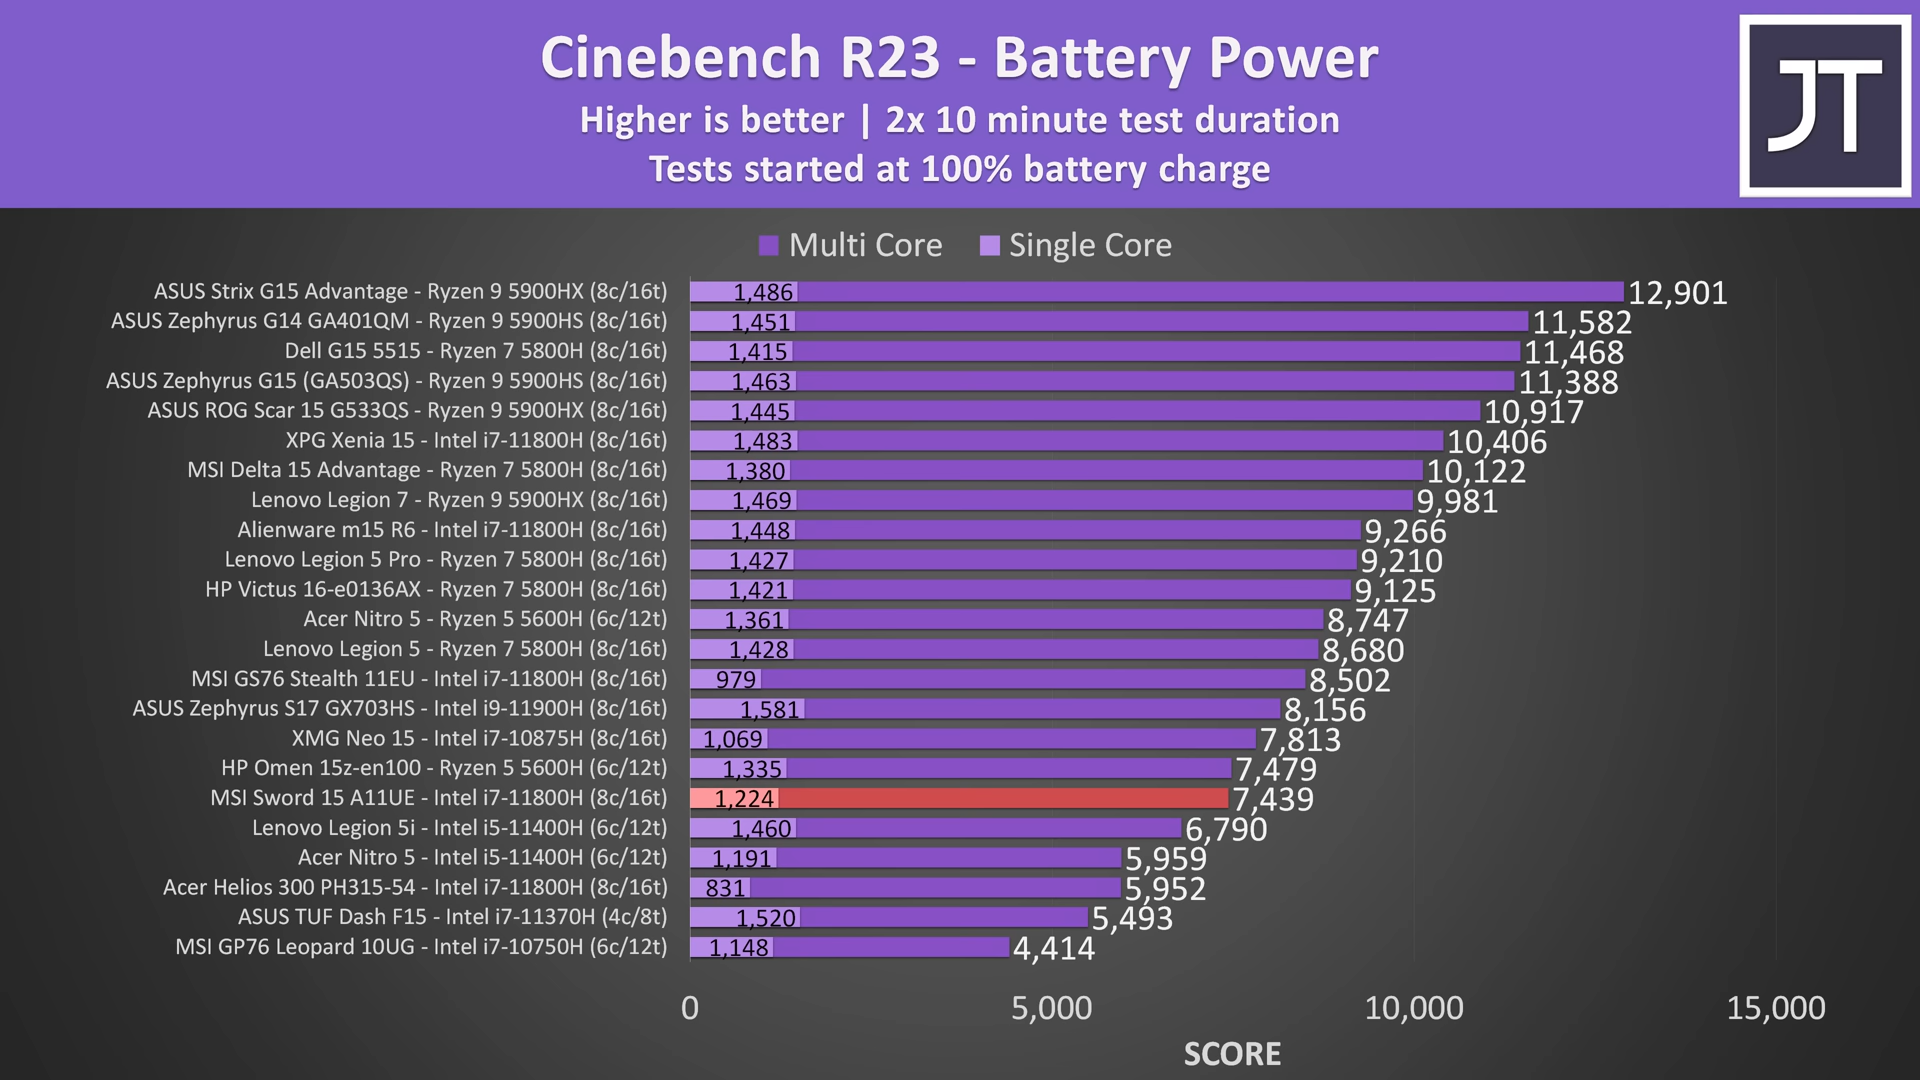 Cinebench R23 - Battery Power
Higher is better | 2x 10 minute test duration
Tests started at 100% battery charge
JT
Multi Core Single Core
ASUS Strix G15 Advantage - Ryzen 9 5900HX (8c/16t) 1,486 12,901
ASUS Zephyrus G14 GA401QM - Ryzen 9 5900HS (8c/16t) 1,451 11,582
Dell G15 5515 - Ryzen 7 5800H (8c/16t) 1,415 11,468
ASUS Zephyrus G15 (GA503QS) - Ryzen 9 5900HS (8c/16t) 1,463 11,388
ASUS ROG Scar 15 G533QS - Ryzen 9 5900HX (8c/16t) 1,445 10,917
XPG Xenia 15 - Intel i7-11800H (8c/16t) 1,483 10,406
MSI Delta 15 Advantage - Ryzen 7 5800H (8c/16t) 1,380 10,122
Lenovo Legion 7 - Ryzen 9 5900HX (8c/16t) 1,469 9,981
Alienware m15 R6 - Intel i7-11800H (8c/16t) 1,448 9,266
Lenovo Legion 5 Pro - Ryzen 7 5800H (8c/16t) 1,427 9,210
HP Victus 16-e0136AX - Ryzen 7 5800H (8c/16t) 1,421 9,125
Acer Nitro 5 - Ryzen 5 5600H (6c/12t) 1,361 8,747
Lenovo Legion 5 - Ryzen 7 5800H (8c/16t) 1,428 8,680
MSI GS76 Stealth 11EU - Intel i7-11800H (8c/16t) 979 8,502
ASUS Zephyrus S17 GX703HS - Intel i9-11900H (8c/16t) 1,581 8,156
XMG Neo 15 - Intel i7-10875H (8c/16t) 1,069 7,813
HP Omen 15z-en100 - Ryzen 5 5600H (6c/12t) 1,335 7,479
MSI Sword 15 A11UE - Intel i7-11800H (8c/16t) 1,224 7,439
Lenovo Legion 5i - Intel i5-11400H (6c/12t) 1,460 6,790
Acer Nitro 5 - Intel i5-11400H (6c/12t) 1,191 5,959
Acer Helios 300 PH315-54 - Intel i7-11800H (8c/16t) 831 5,952
ASUS TUF Dash F15 - Intel i7-11370H (4c/8t) 1,520 5,493
MSI GP76 Leopard 10UG - Intel i7-10750H (6c/12t) 1,148 4,414
0 5,000 10,000 15,000
SCORE